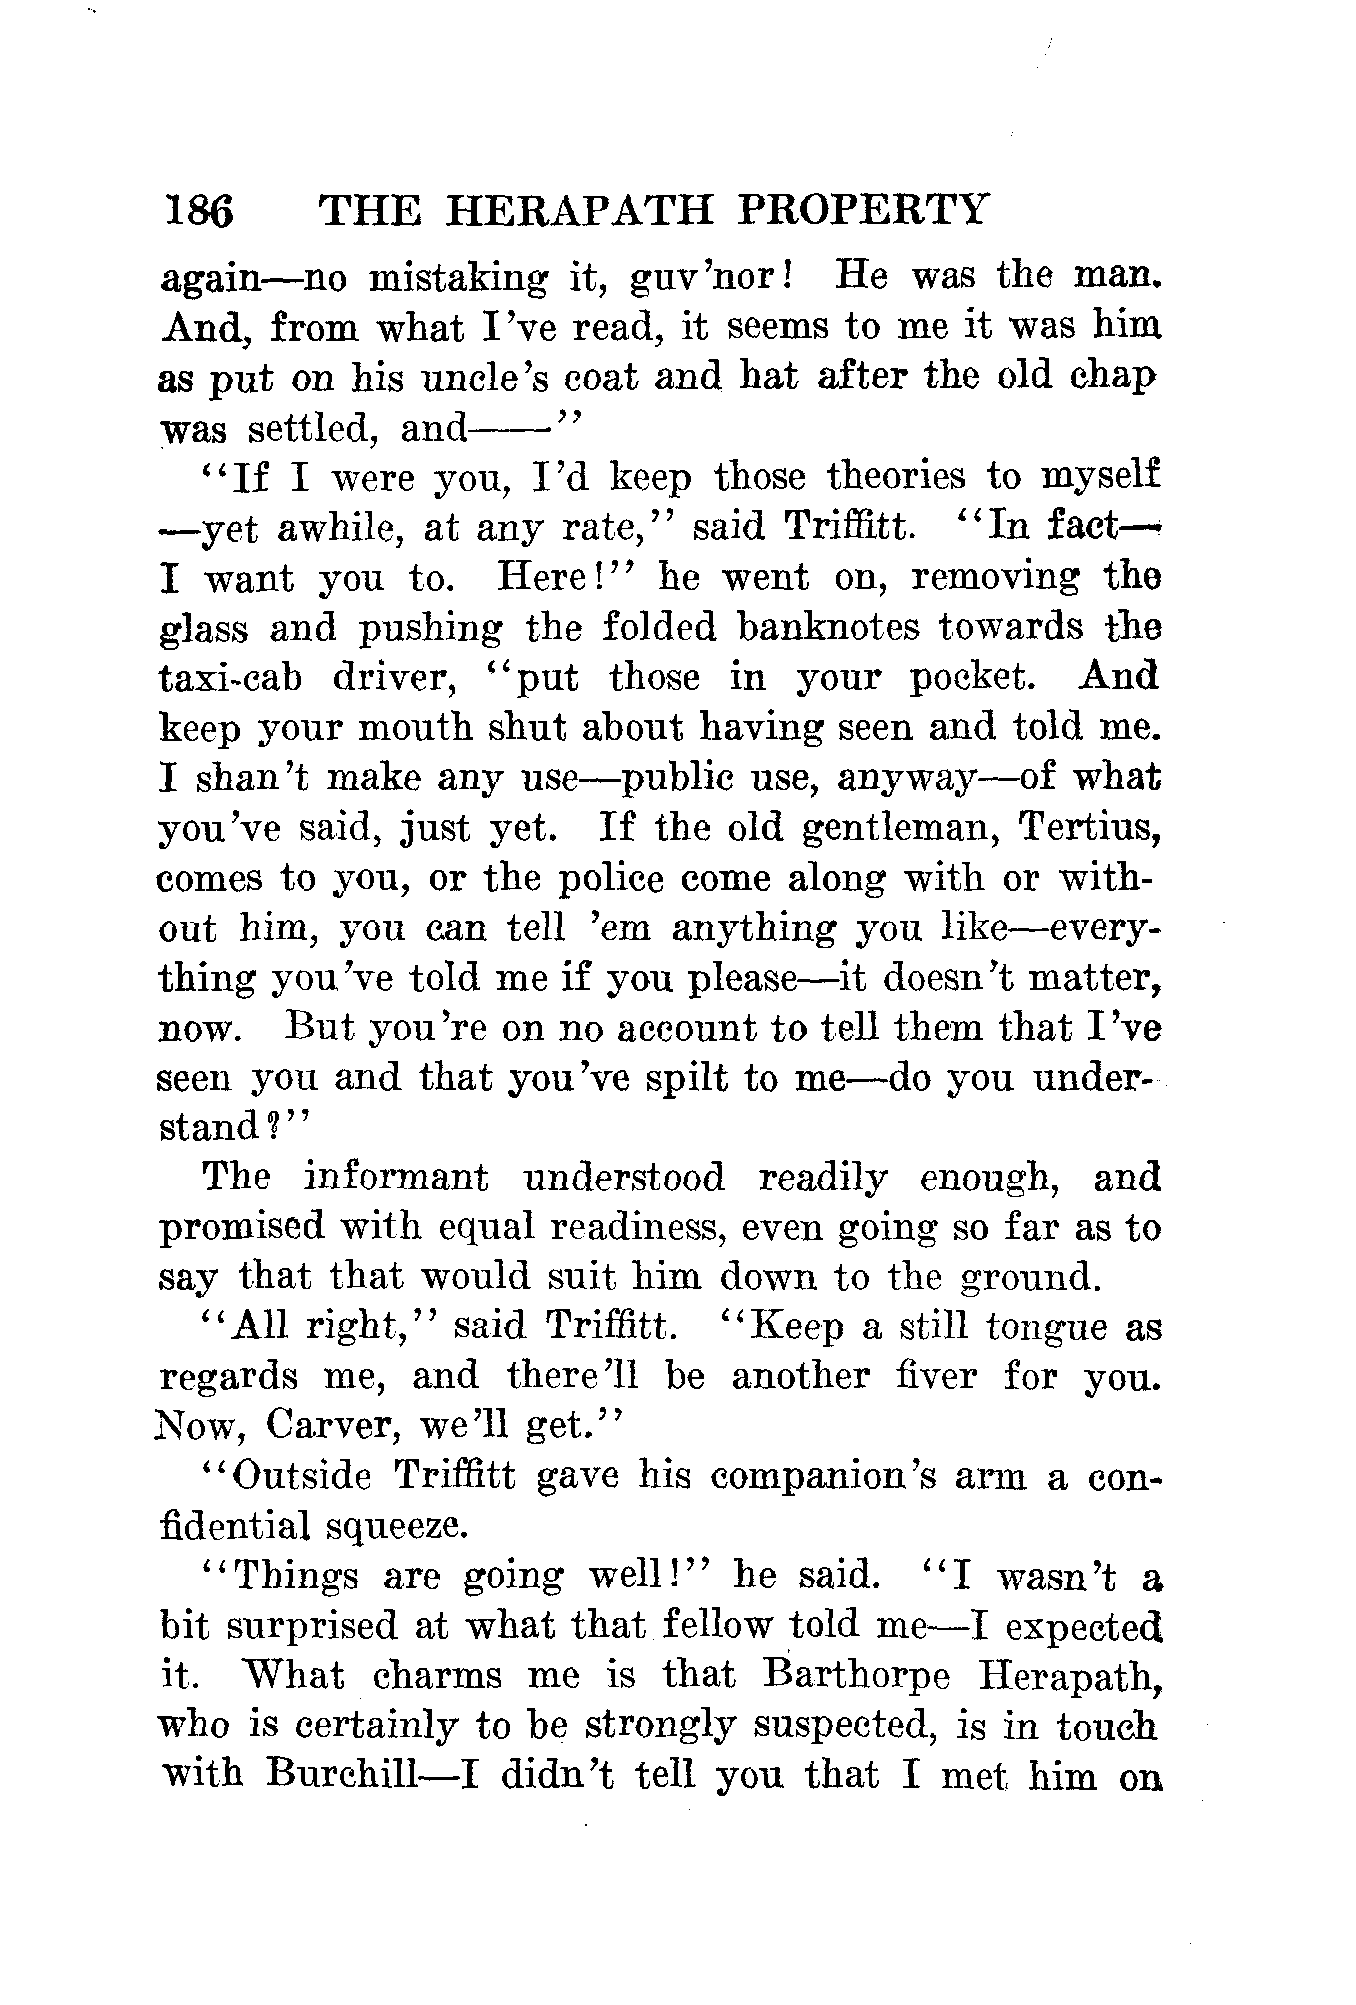 186 THE HERAPATH PROPERTY
again—no mistaking it, guv'nor! He was the man.
And, from what I've read, it seems to me it was him
as put on his uncle's coat and hat after the old chap
was settled, and——"
"If I were you, I'd keep those theories to myself
—yet awhile, at any rate," said Triffitt. "In fact—
I want you to. Here!" he went on, removing the
glass and pushing the folded banknotes towards the
taxi-cab driver, "put those in your pocket. And
keep your mouth shut about having seen and told me.
I shan't make any use—public use, anyway—of what
you've said, just yet. If the old gentleman, Tertius,
comes to you, or the police come along with or with-
out him, you can tell 'em anything you like—every-
thing you've told me if you please—it doesn't matter,
now. But you're on no account to tell them that I've
seen you and that you've spilt to me—do you under-
stand?"
The informant understood readily enough, and
promised with equal readiness, even going so far as to
say that that would suit him down to the ground.
"All right," said Triffitt. "Keep a still tongue as
regards me, and there'll be another fiver for you.
Now, Carver, we'll get."
"Outside Triffitt gave his companion's arm a con-
fidential squeeze.
"Things are going well!" he said. "I wasn't a
bit surprised at what that fellow told me—I expected
it. What charms me is that Barthorpe Herapath,
who is certainly to be strongly suspected, is in touch
with Burchill—I didn't tell you that I met him on